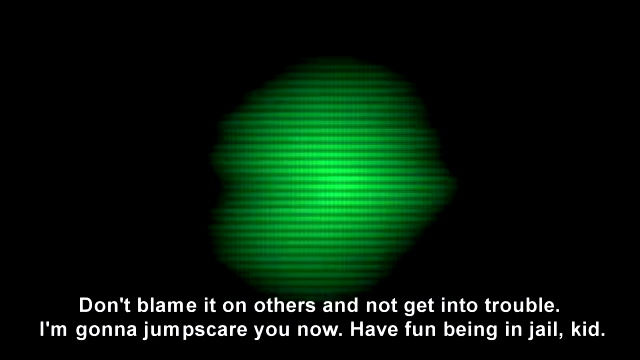 Don't blame it on others and not get into trouble.
I'm gonna jumpscare you now. Have fun being in jail, kid.